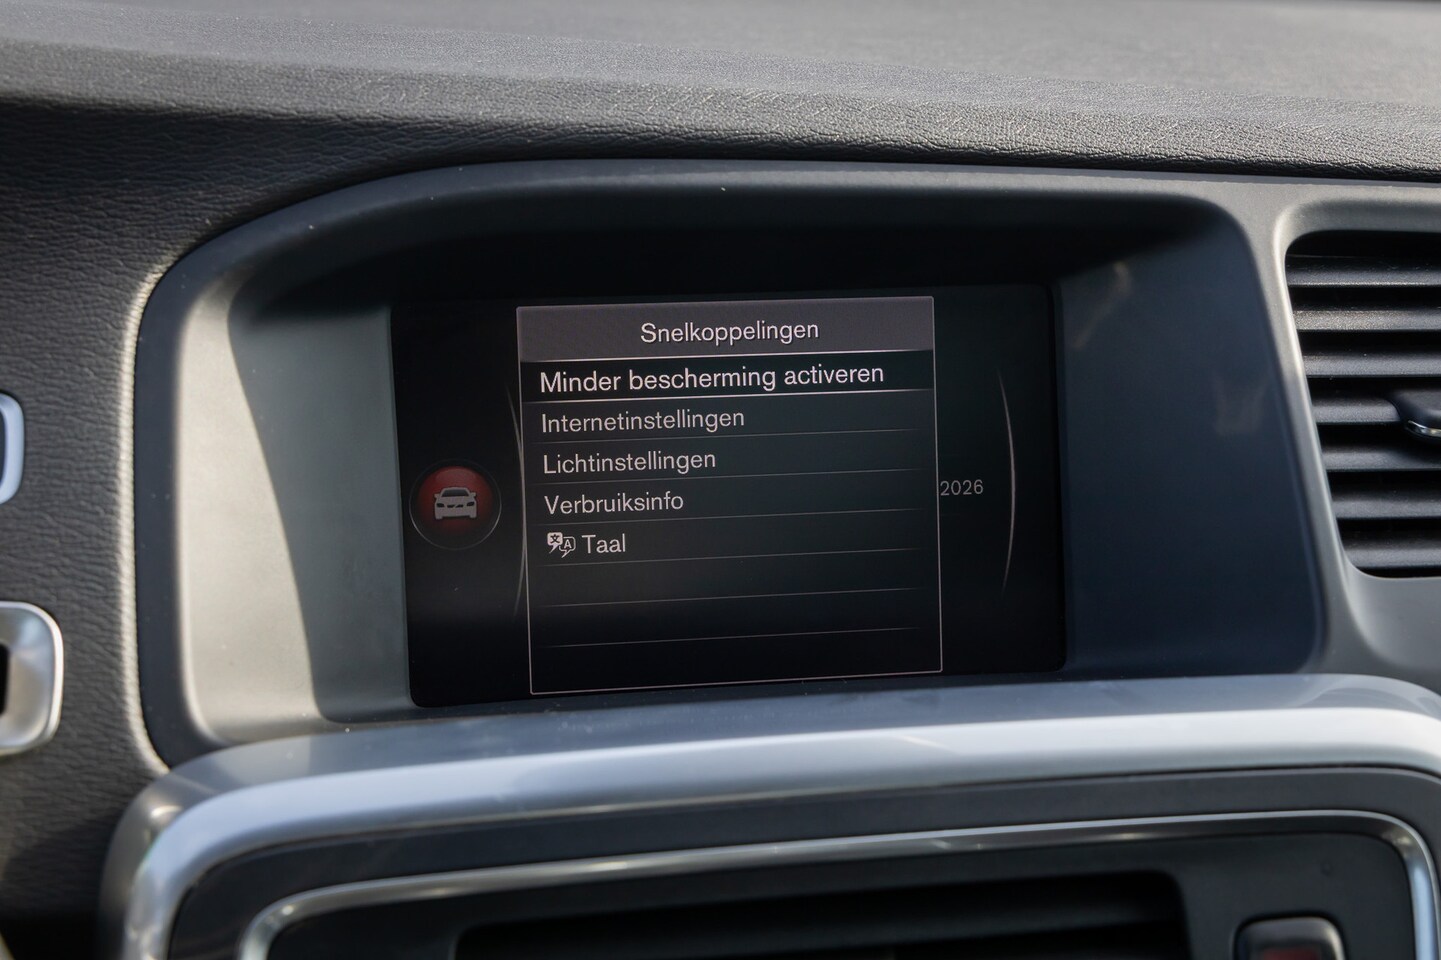 Snelkoppelingen
Minder bescherming activeren
Internetinstellingen
Lichtinstellingen
Verbruiksinfo
2026
Taal